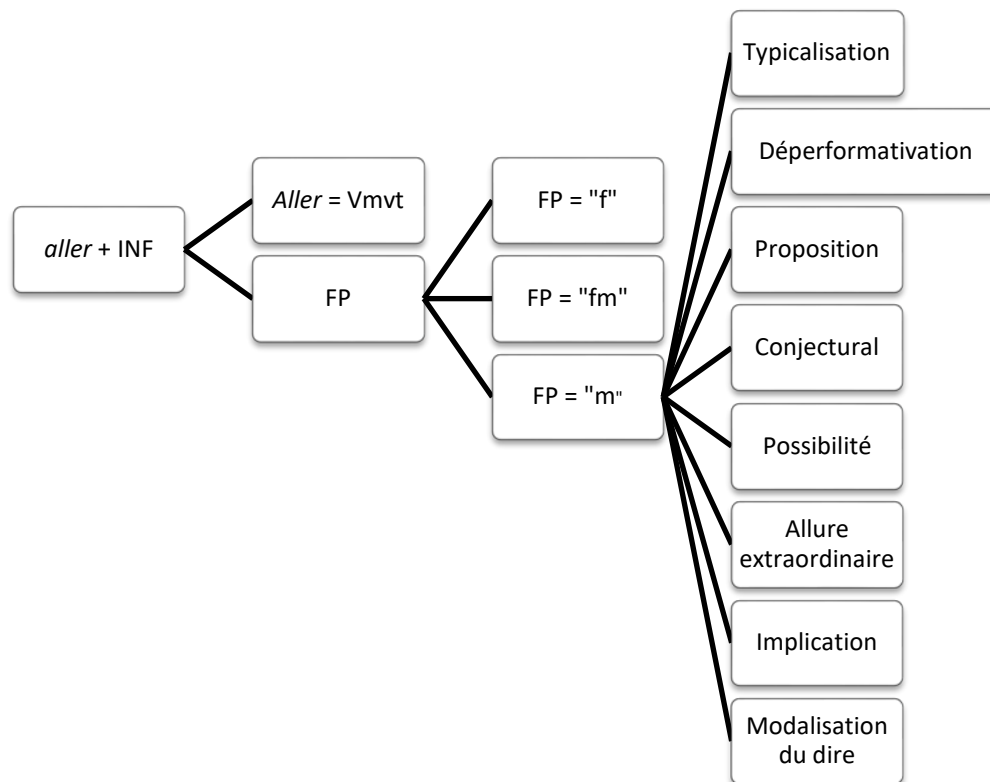 aller + INF
Aller = Vmvt
FP
FP = "f"
FP = "fm"
FP = "m"
Typicalisation
Déperformativation
Proposition
Conjectural
Possibilité
Allure
extraordinaire
Implication
Modalisation
du dire